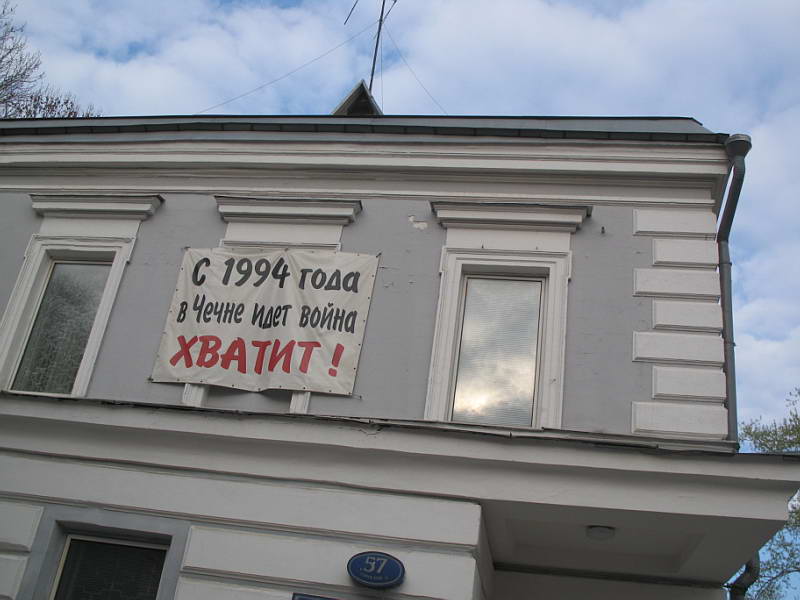 С 1994 года
в Чечне идет война
ХВАТИТ!
57